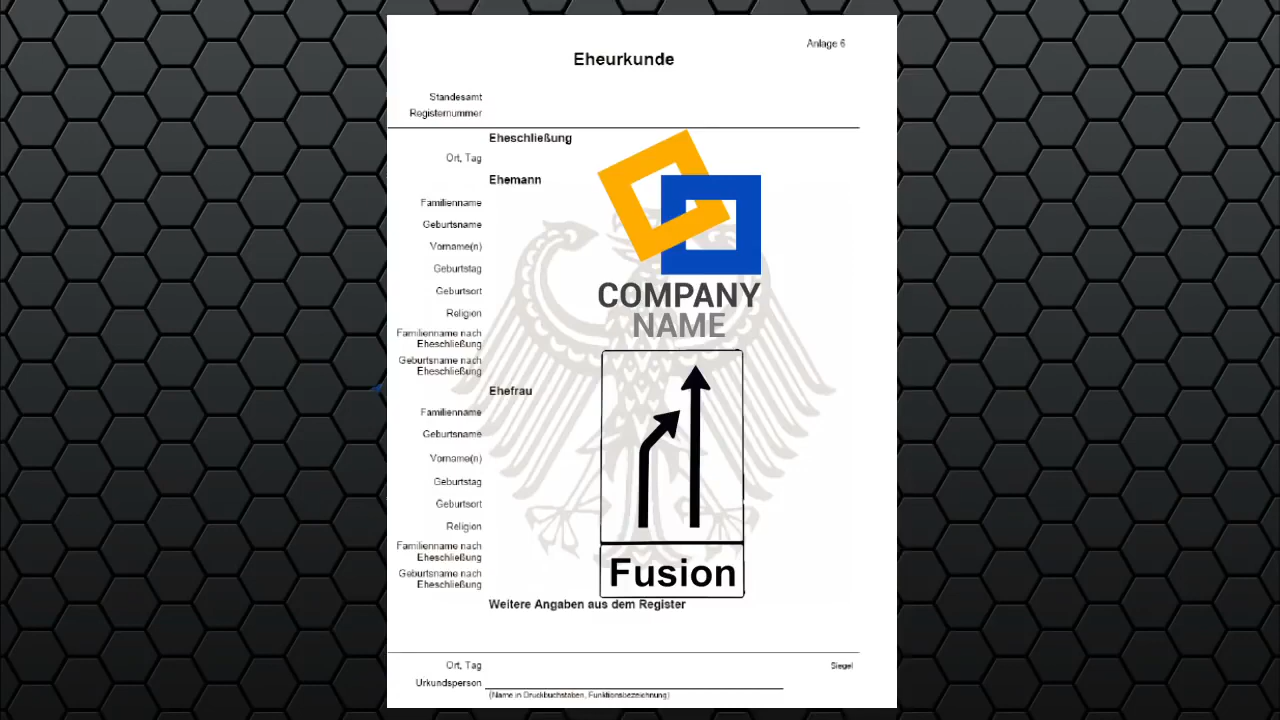 Anlage 6
Eheurkunde
Standesamt
Registernummer
Eheschließung
Ort, Tag
Ehemann
Familienname
Geburtsname
Vorname(n)
Geburtstag
Geburtsort
Religion
Familienname nach
Eheschließung
Geburtsname nach
Eheschließung
COMPANY
NAME
Ehefrau
Familienname
Geburtsname
Vorname(n)
Geburtstag
Geburtsort
Religion
Familienname nach
Eheschließung
Geburtsname nach
Eheschließung
Fusion
Weitere Angaben aus dem Register
Ort, Tag
Siegel
Urkundsperson
(Name in Druckbuchstaben, Funktionsbezeichnung)